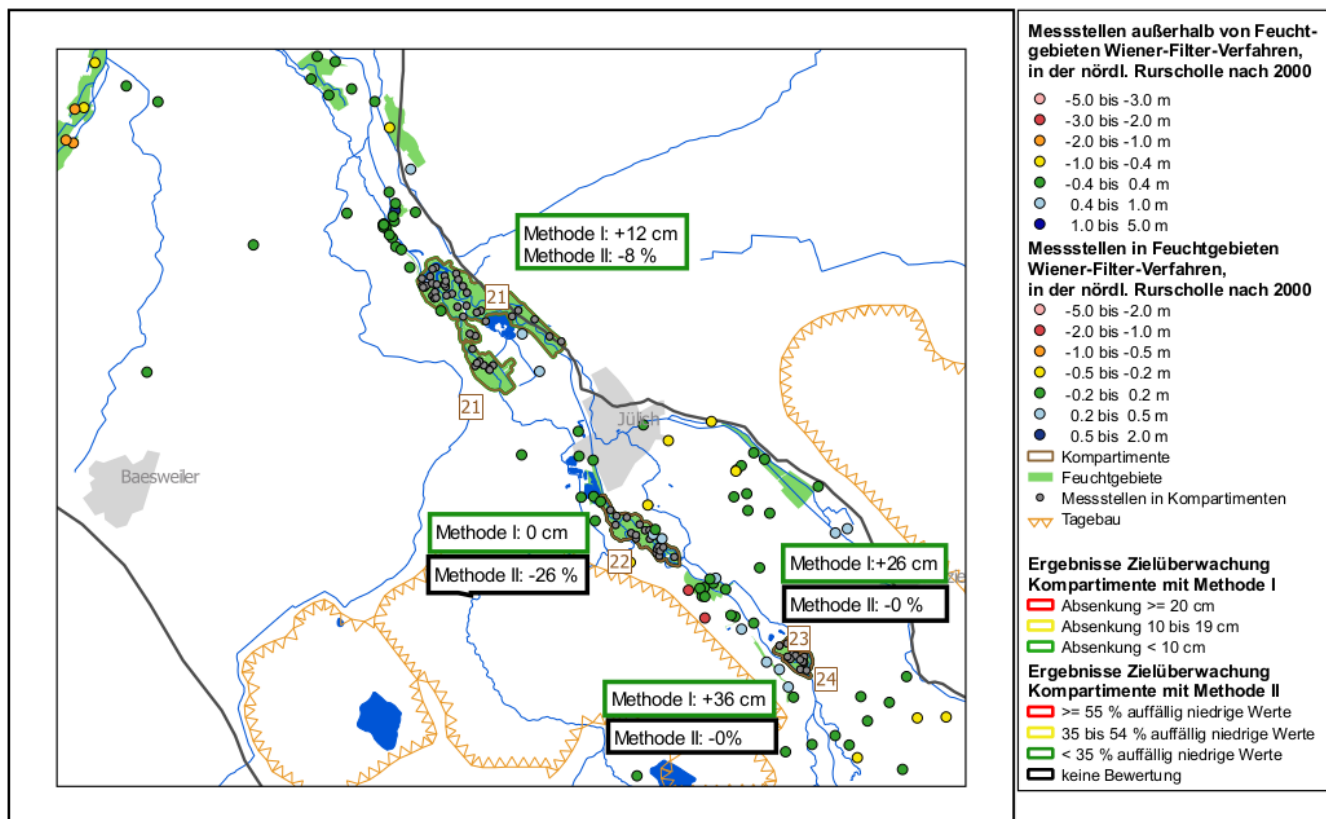 Methode I: +12 cm
Methode II: -8 %
21
21
Jülish
Baesweiler
Methode I: 0 cm
Methode II: -26 %
22
Methode I:+26 cm
Methode II: -0 %
23
24
Methode I: +36 cm
Methode II: -0%
Messstellen außerhalb von Feucht-
gebieten Wiener-Filter-Verfahren,
in der nördl. Rurscholle nach 2000
-5.0 bis -3.0 m
-3.0 bis -2.0 m
-2.0 bis -1.0 m
-1.0 bis -0.4 m
-0.4 bis 0.4 m
0.4 bis 1.0 m
1.0 bis 5.0 m
Messstellen in Feuchtgebieten
Wiener-Filter-Verfahren,
in der nördl. Rurscholle nach 2000
-5.0 bis -2.0 m
-2.0 bis -1.0 m
-1.0 bis -0.5 m
-0.5 bis -0.2 m
-0.2 bis 0.2 m
0.2 bis 0.5 m
0.5 bis 2.0 m
Kompartimente
Feuchtgebiete
Messstellen in Kompartimenten
Tagebau
Ergebnisse Zielüberwachung
Kompartimente mit Methode I
Absenkung >= 20 cm
Absenkung 10 bis 19 cm
Absenkung < 10 cm
Ergebnisse Zielüberwachung
Kompartimente mit Methode II
>= 55 % auffällig niedrige Werte
35 bis 54 % auffällig niedrige Werte
< 35 % auffällig niedrige Werte
keine Bewertung